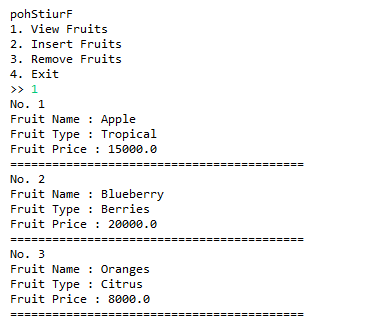 pohStiurF
1. View Fruits
2. Insert Fruits
3. Remove Fruits
4. Exit
>> 1
No. 1
Fruit Name : Apple
Fruit Type : Tropical
Fruit Price : 15000.0
==========================================
No. 2
Fruit Name : Blueberry
Fruit Type : Berries
Fruit Price : 20000.0
==========================================
No. 3
Fruit Name : Oranges
Fruit Type : Citrus
Fruit Price : 8000.0
==========================================